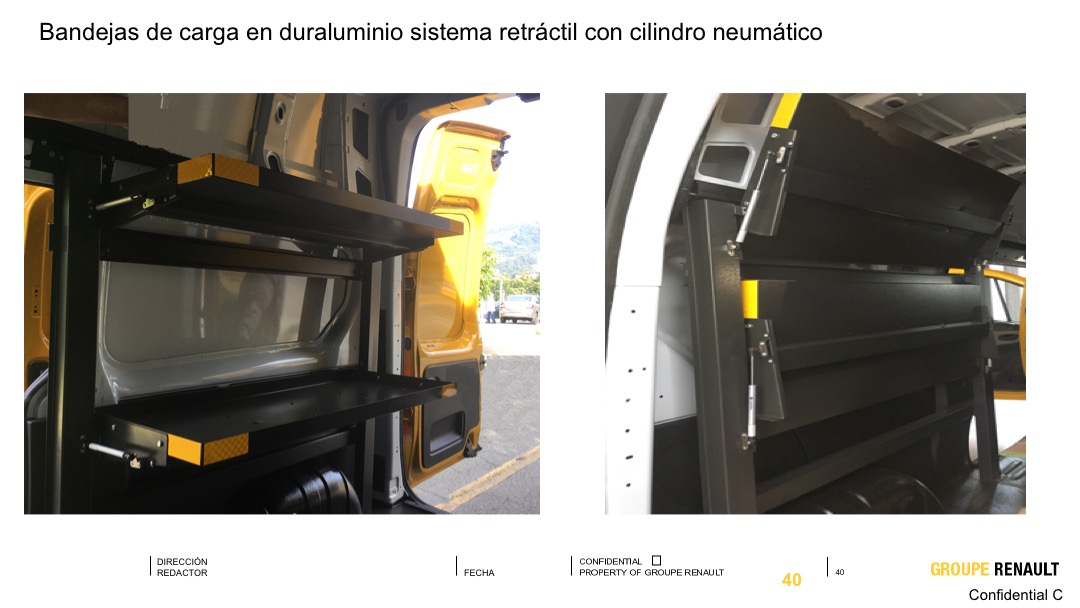 Bandejas de carga en duraluminio sistema retráctil con cilindro neumático
DIRECCIÓN
REDACTOR
FECHA
CONFIDENTIAL
PROPERTY OF GROUPE RENAULT
40
40
GROUPE RENAULT
Confidential C